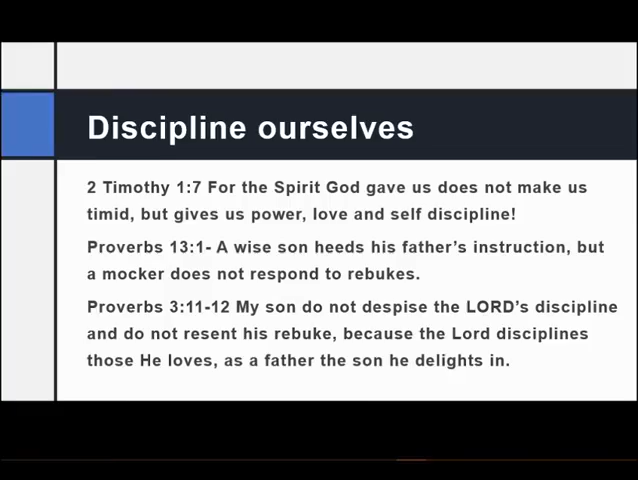 Discipline ourselves
2 Timothy 1:7 For the Spirit God gave us does not make us
timid, but gives us power, love and self discipline!
Proverbs 13:1- A wise son heeds his father’s instruction, but
a mocker does not respond to rebukes.
Proverbs 3:11-12 My son do not despise the LORD’s discipline
and do not resent his rebuke, because the Lord disciplines
those He loves, as a father the son he delights in.